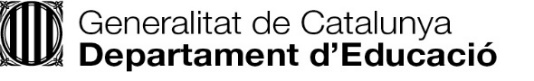 Generalitat de Catalunya
Departament d'Educació